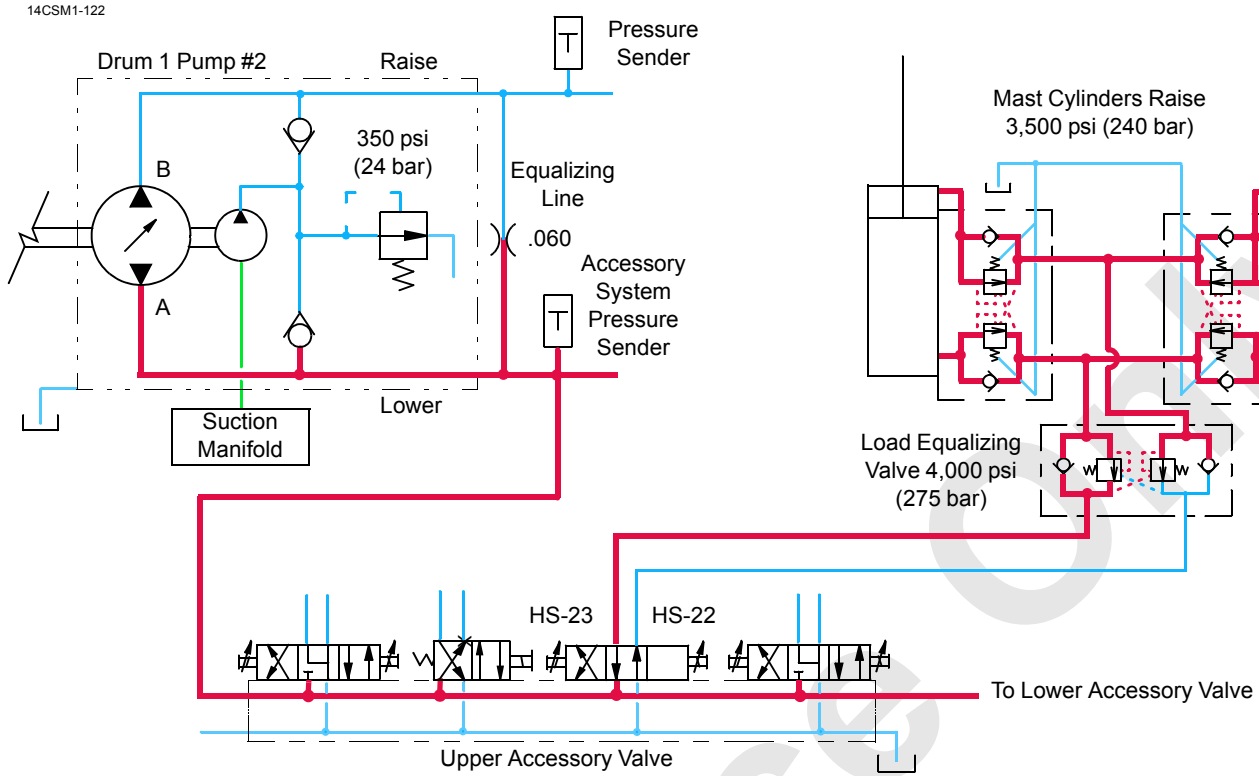 14CSM1-122
Drum 1 Pump #2
Raise
Pressure
Sender
B
350 psi
(24 bar)
Equalizing
Line
.060
A
Accessory
System
Pressure
Sender
T
T
Lower
Suction
Manifold
Mast Cylinders Raise
3,500 psi (240 bar)
Load Equalizing
Valve 4,000 psi
(275 bar)
HS-23
HS-22
To Lower Accessory Valve
Upper Accessory Valve